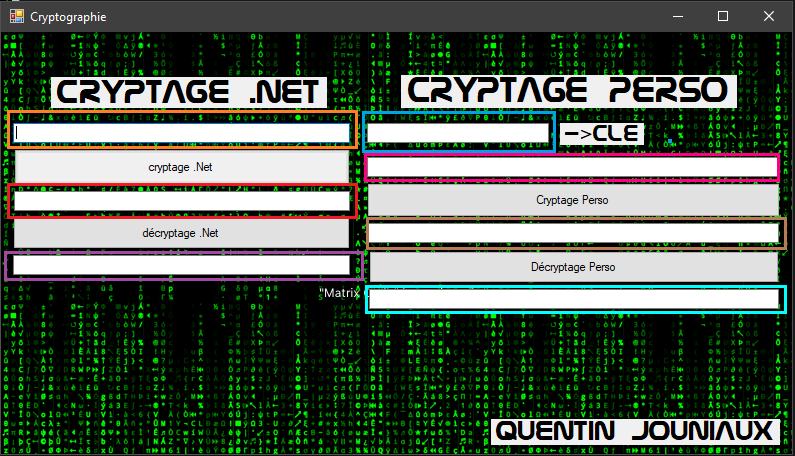 Cryptographie
CRYPTAGE .NET
CRYPTAGE PERSO
->CLE
cryptage .Net
Cryptage Perso
décryptage .Net
Décryptage Perso
"Matrix
QUENTIN JOUNIAUX